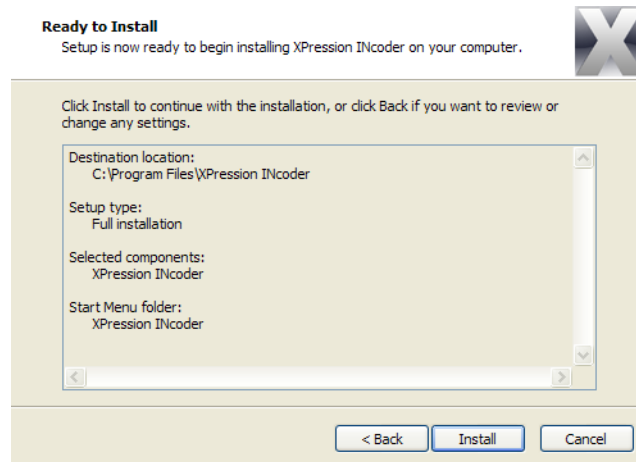 Ready to Install
Setup is now ready to begin installing XPression INcoder on your computer.
Click Install to continue with the installation, or click Back if you want to review or
change any settings.
Destination location:
C:\Program Files\XPression INcoder
Setup type:
Full installation
Selected components:
XPression INcoder
Start Menu folder:
XPression INcoder
< Back
Install
Cancel